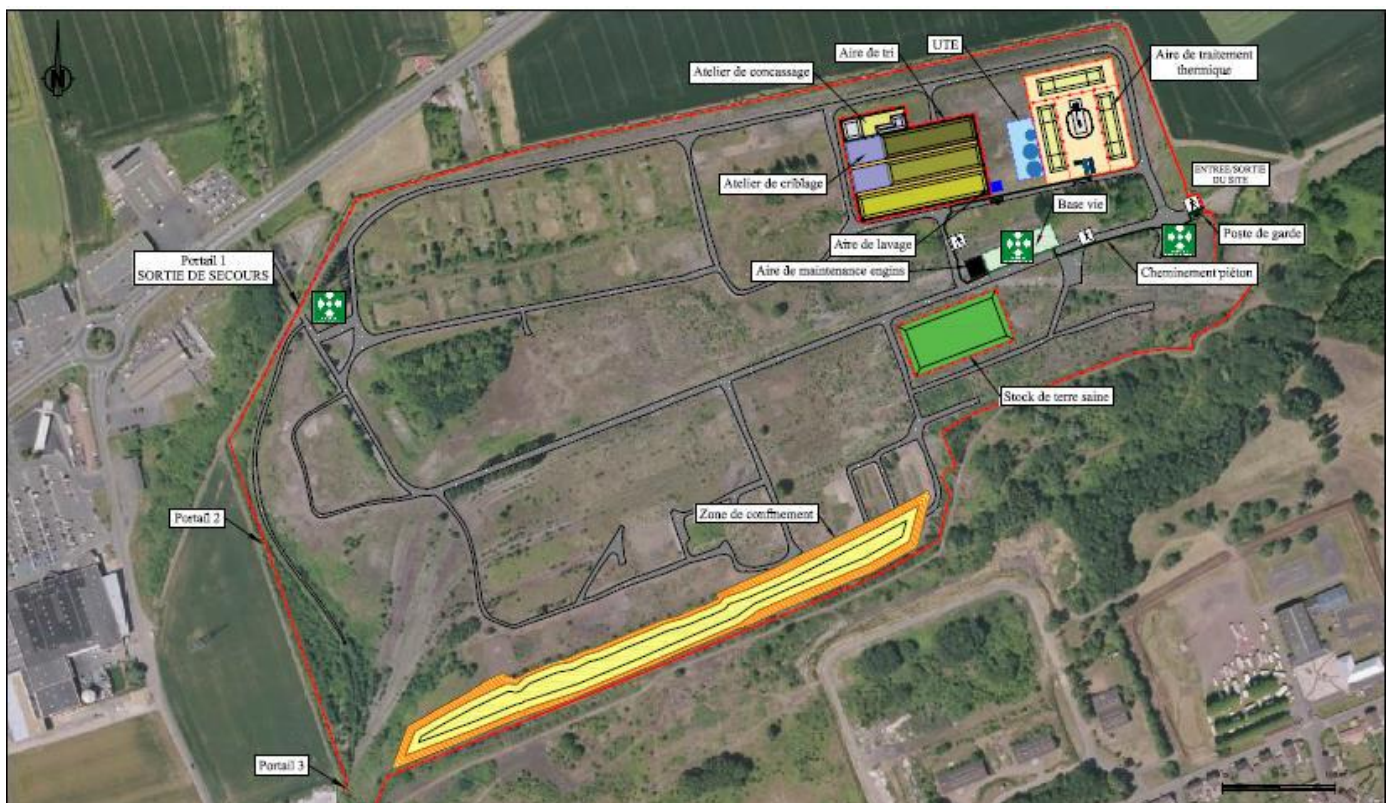 N
UTE
Aire de tri
Atelier de concassage
Aire de traitement
thermique
ENTREE/SORTIE
DU SITE
Atelier de criblage
Base vie
Poste de garde
Aire de lavage
Portail 1
SORTIE DE SECOURS
Aire de maintenance engins
Cheminement piéton
Stock de terre saine
Zone de confinement
Portail 2
Portail 3